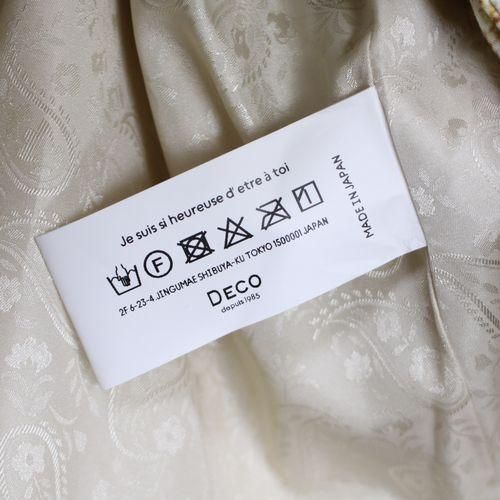 Je suis si heureuse d'etre à toi
F
2F 6-23-4 JINGUMAE SHIBUYA-KU TOKYO 1500001 JAPAN
DECO
depuis 1985
MADE IN JAPAN